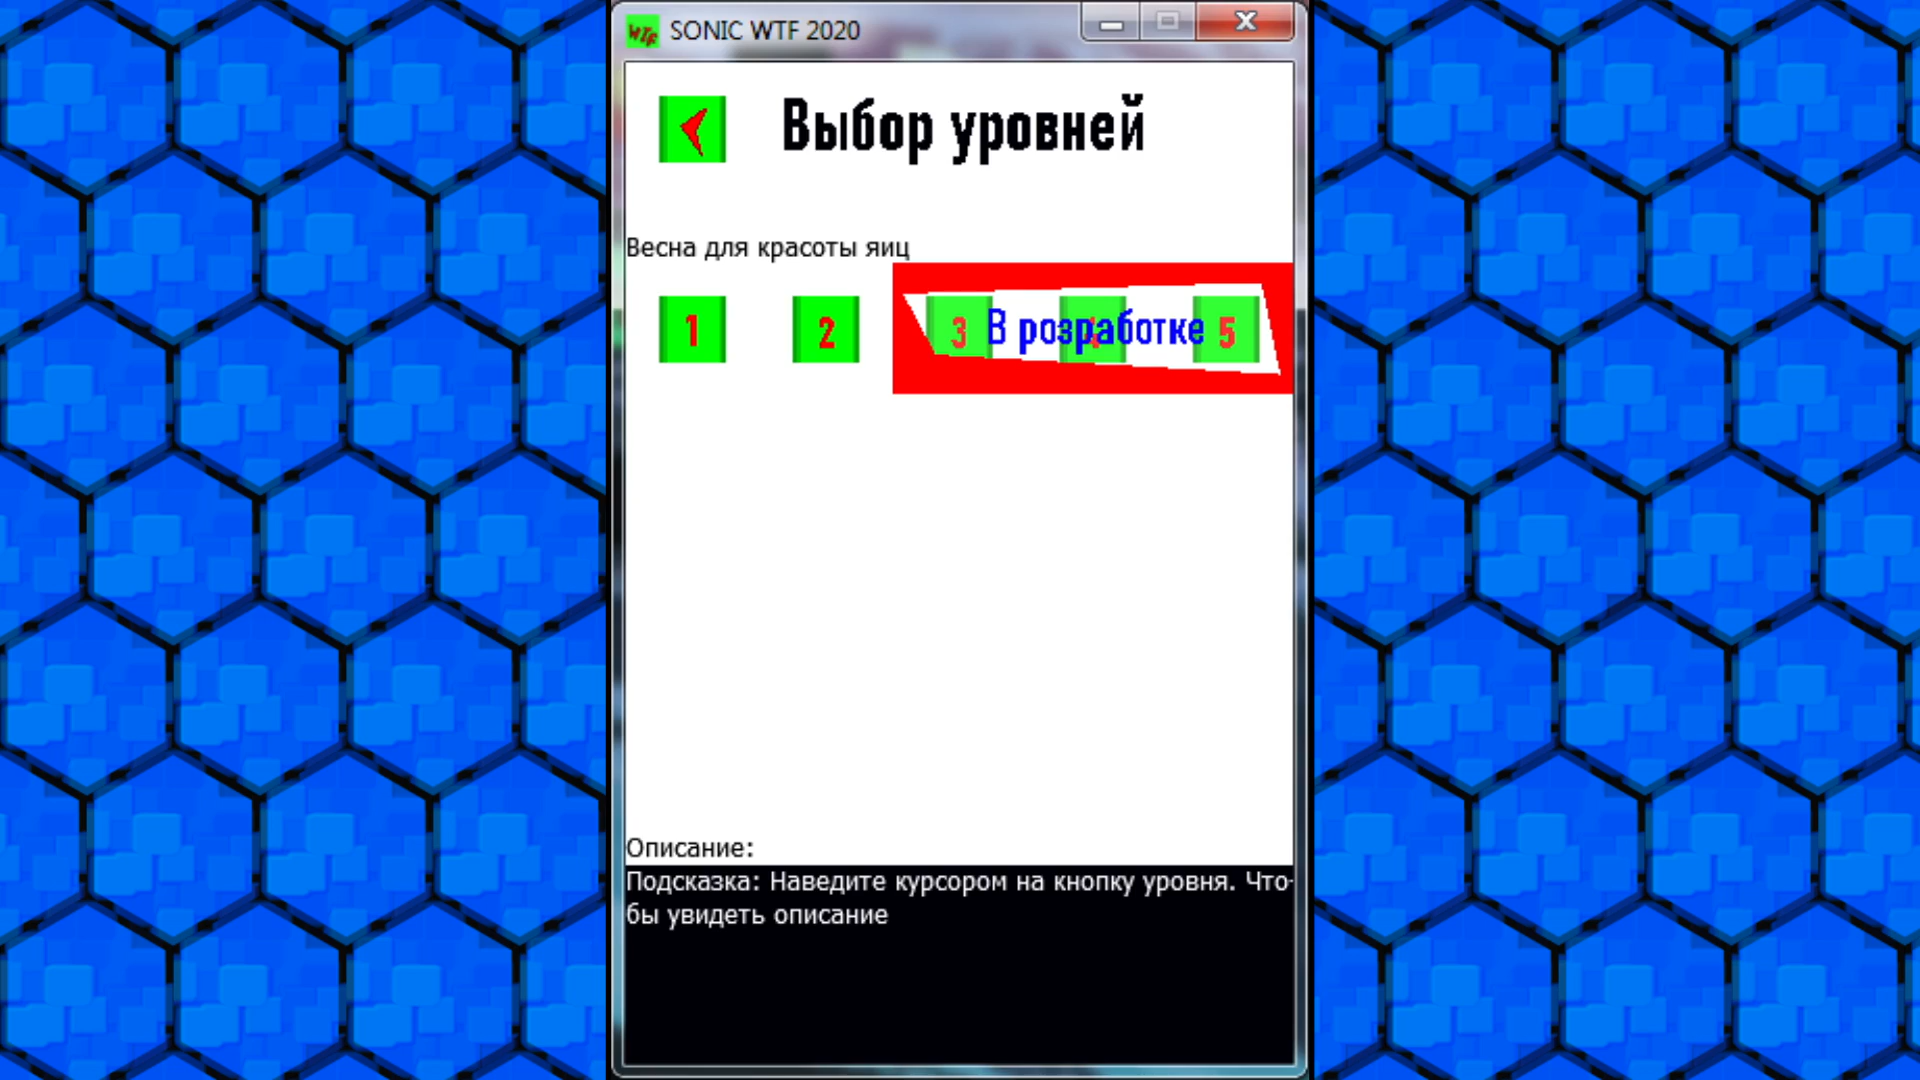 WTF SONIC WTF 2020
Выбор уровней
Весна для красоты яиц
1 2 3 В розработке 5
Описание:
Подсказка: Наведите курсором на кнопку уровня. Что-
бы увидеть описание